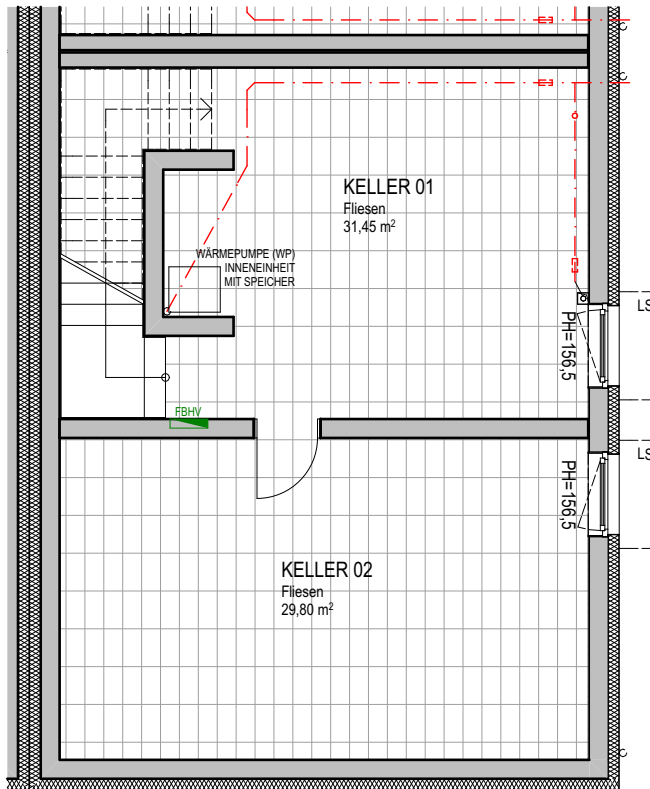 KELLER 01
Fliesen
31,45 m²
WÄRMEPUMPE (WP)
INNENEINHEIT
MIT SPEICHER
LS
PH=156,5
FBHV
LS
PH=156,5
KELLER 02
Fliesen
29,80 m²